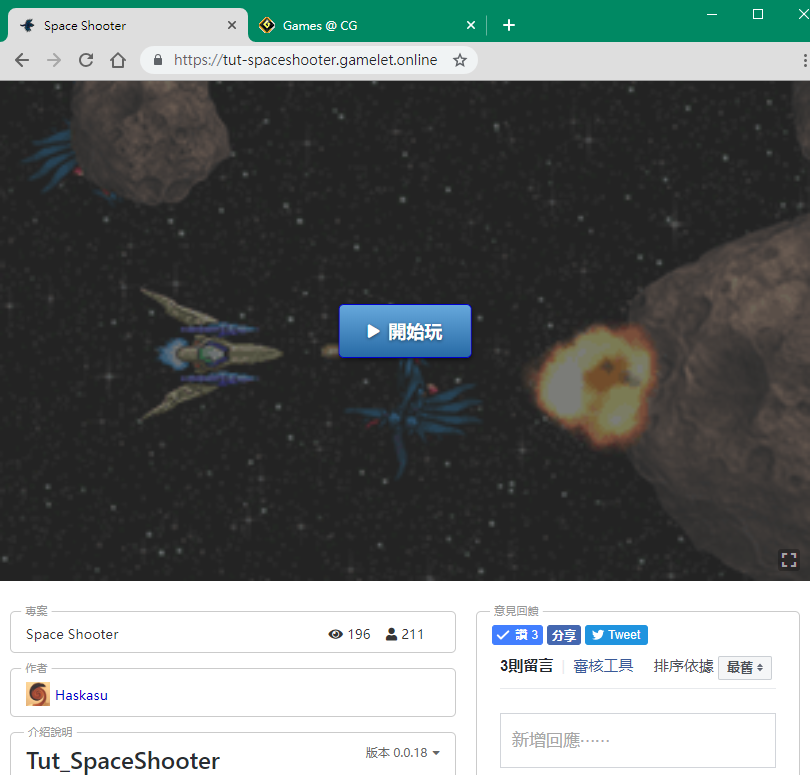 Space Shooter
Games @ CG
https://tut-spaceshooter.gamelet.online
開始玩
專案
Space Shooter 196 211
作者
Haskasu
介紹說明
Tut_SpaceShooter 版本 0.0.18
意見回饋
讚 3 分享 Tweet
3則留言 審核工具 排序依據 最舊
新增回應……